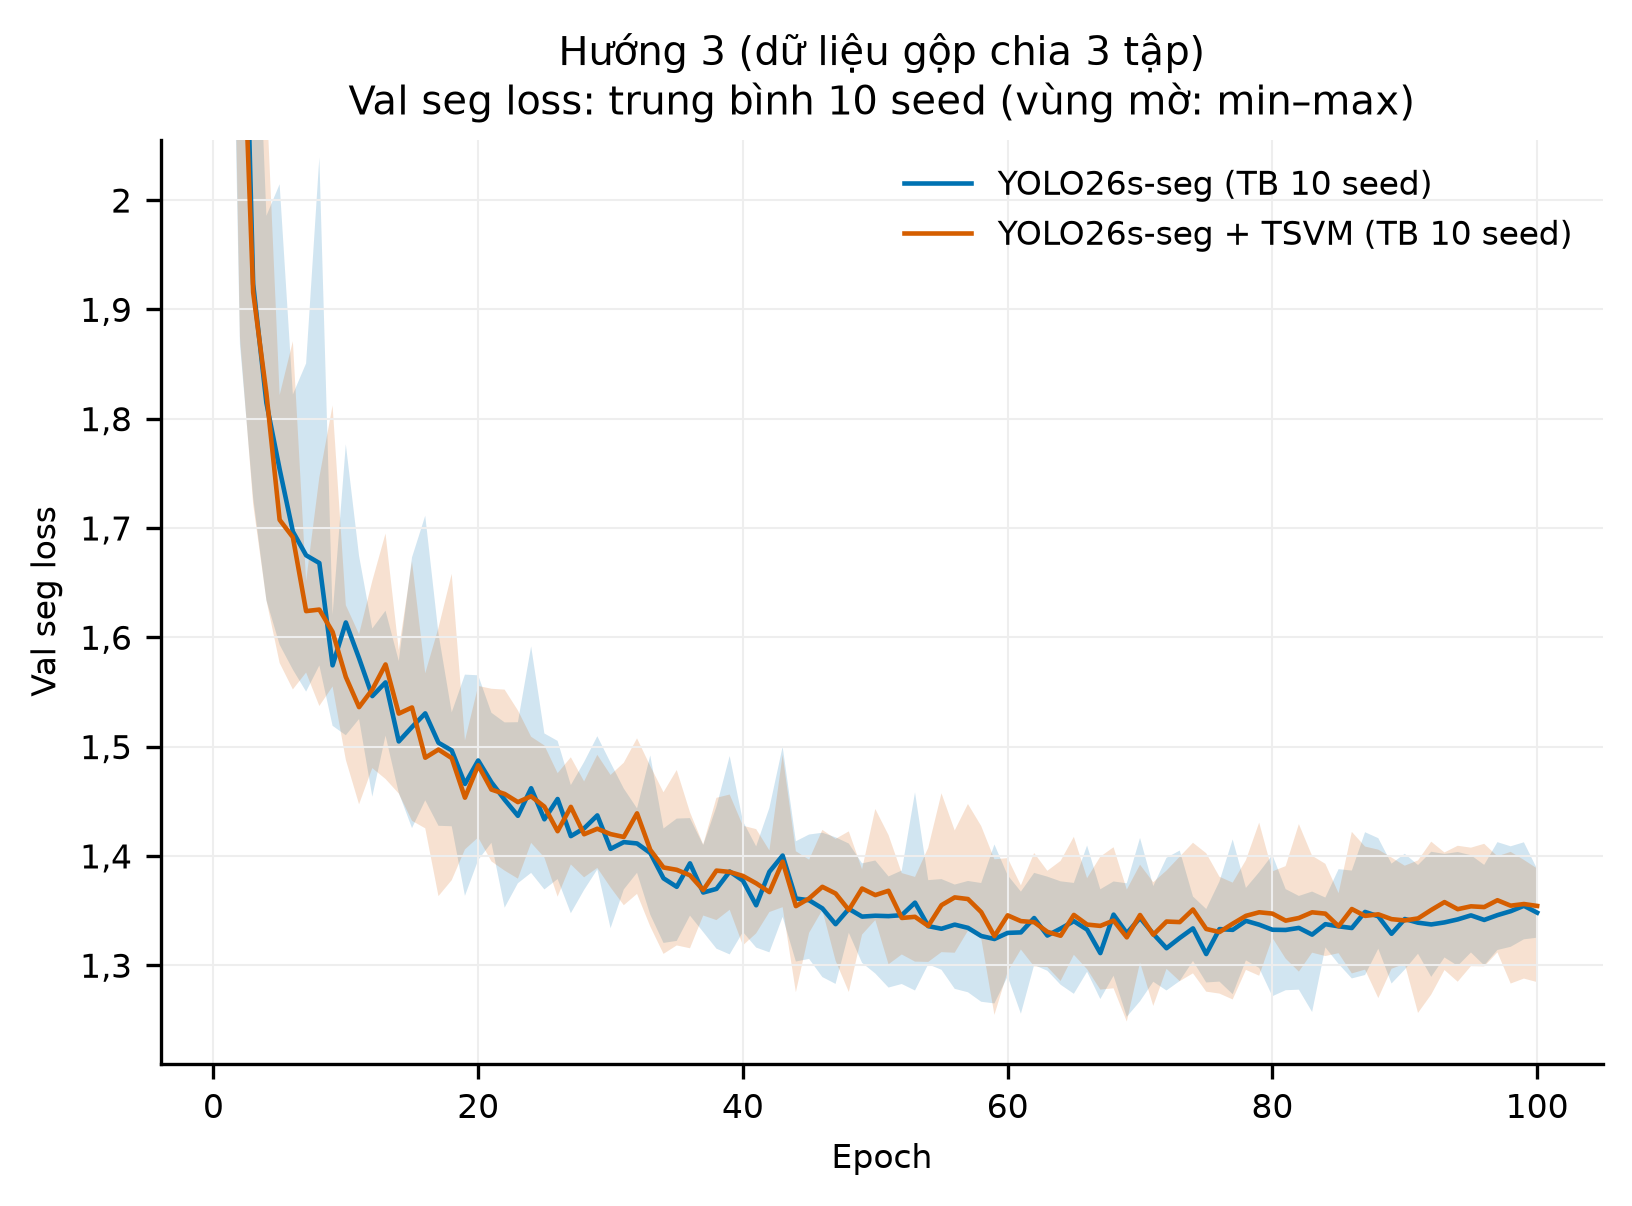 Hướng 3 (dữ liệu gộp chia 3 tập)
Val seg loss: trung bình 10 seed (vùng mờ: min–max)
YOLO26s-seg (TB 10 seed)
YOLO26s-seg + TSVM (TB 10 seed)
Val seg loss
2
1,9
1,8
1,7
1,6
1,5
1,4
1,3
0 20 40 60 80 100
Epoch